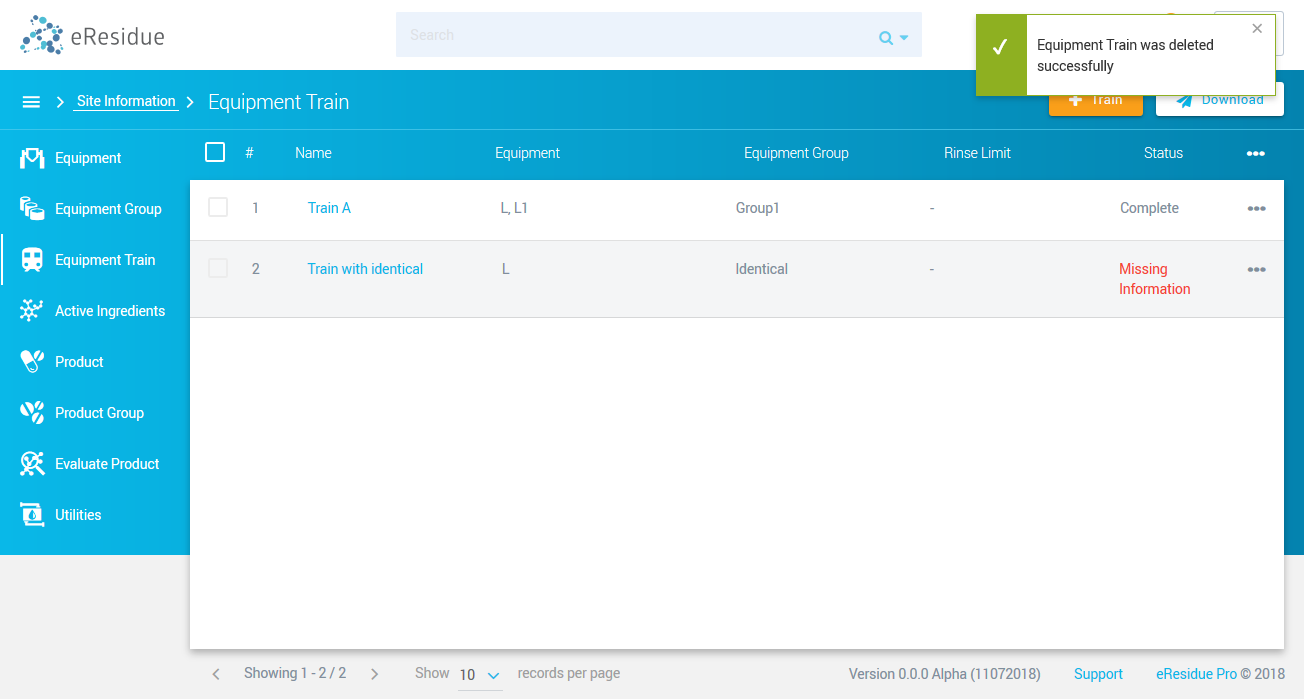 eResidue
Search
Equipment Train was deleted
successfully
Site Information
Equipment Train
Train
Download
# Name Equipment Equipment Group Rinse Limit Status
Equipment
Equipment Group
Equipment Train
Active Ingredients
Product
Product Group
Evaluate Product
Utilities
1 Train A L, L1 Group1 - Complete
2 Train with identical L Identical - Missing
Information
Showing 1 - 2 / 2 Show 10 records per page Version 0.0.0 Alpha (11072018) Support eResidue Pro © 2018